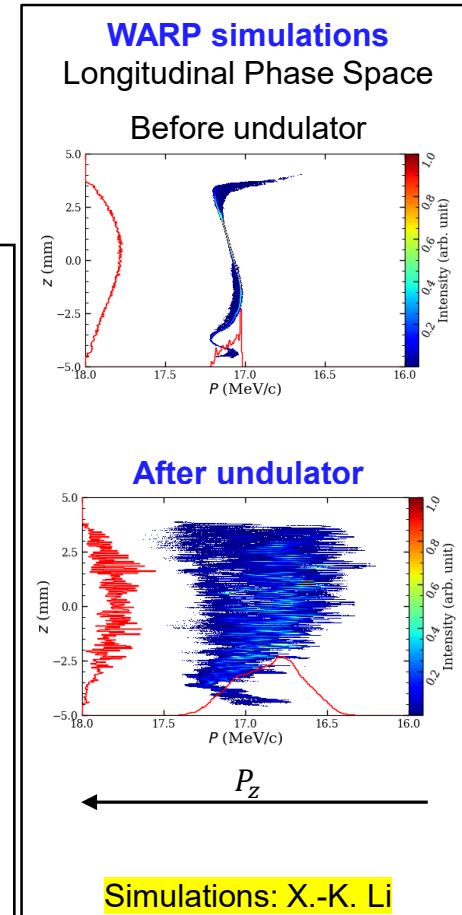 WARP simulations
Longitudinal Phase Space
Before undulator
5.0
2.5
0.0
−2.5
−5.0
z (mm)
18.0 17.5 17.0 16.5 16.0
P (MeV/c)
1.0
0.8
0.6
0.4
0.2
Intensity (arb. unit)
After undulator
5.0
2.5
0.0
−2.5
−5.0
z (mm)
18.0 17.5 17.0 16.5 16.0
P (MeV/c)
1.0
0.8
0.6
0.4
0.2
Intensity (arb. unit)
P_z
Simulations: X.-K. Li